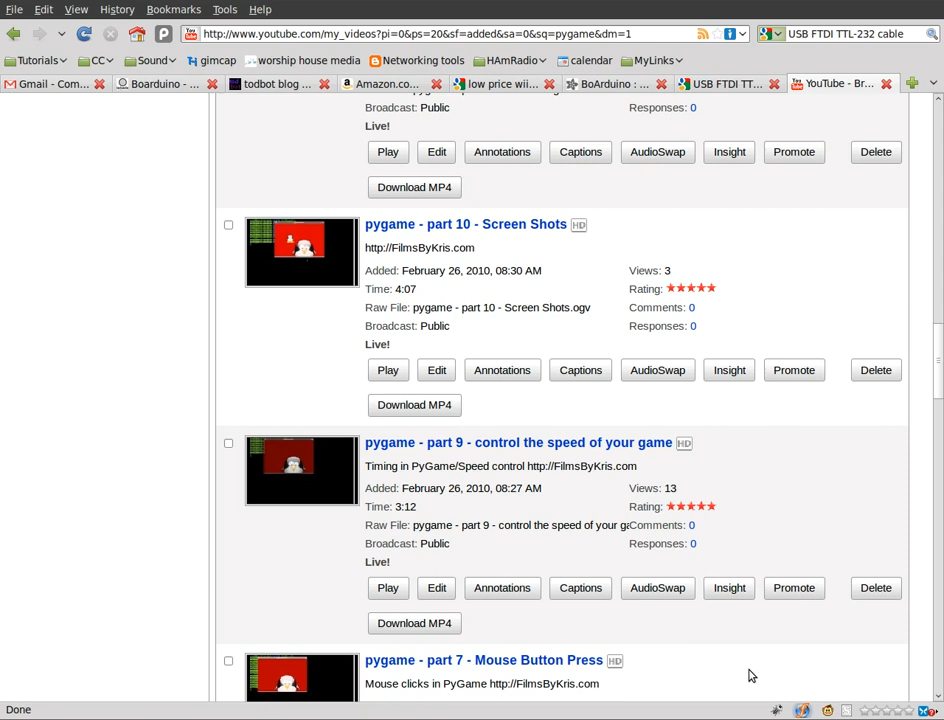 File Edit View History Bookmarks Tools Help
http://www.youtube.com/my_videos?pi=0&ps=20&sf=added&sa=0&sq=pygame&dm=1 USB FTDI TTL-232 cable
Tutorials CC Sound gimcap worship house media Networking tools HAmRadio calendar MyLinks
Gmail - Com... Boarduino - ... todbot blog ... Amazon.co... low price wii... BoArduino : ... USB FTDI TT... YouTube - Br...
Broadcast: Public Responses: 0
Live!
Play Edit Annotations Captions AudioSwap Insight Promote Delete
Download MP4
pygame - part 10 - Screen Shots HD
http://FilmsByKris.com
Added: February 26, 2010, 08:30 AM Views: 3
Time: 4:07 Rating:
Raw File: pygame - part 10 - Screen Shots.ogv Comments: 0
Broadcast: Public Responses: 0
Live!
Play Edit Annotations Captions AudioSwap Insight Promote Delete
Download MP4
pygame - part 9 - control the speed of your game HD
Timing in PyGame/Speed control http://FilmsByKris.com
Added: February 26, 2010, 08:27 AM Views: 13
Time: 3:12 Rating:
Raw File: pygame - part 9 - control the speed of your ga Comments: 0
Broadcast: Public Responses: 0
Live!
Play Edit Annotations Captions AudioSwap Insight Promote Delete
Download MP4
pygame - part 7 - Mouse Button Press HD
Mouse clicks in PyGame http://FilmsByKris.com
Done